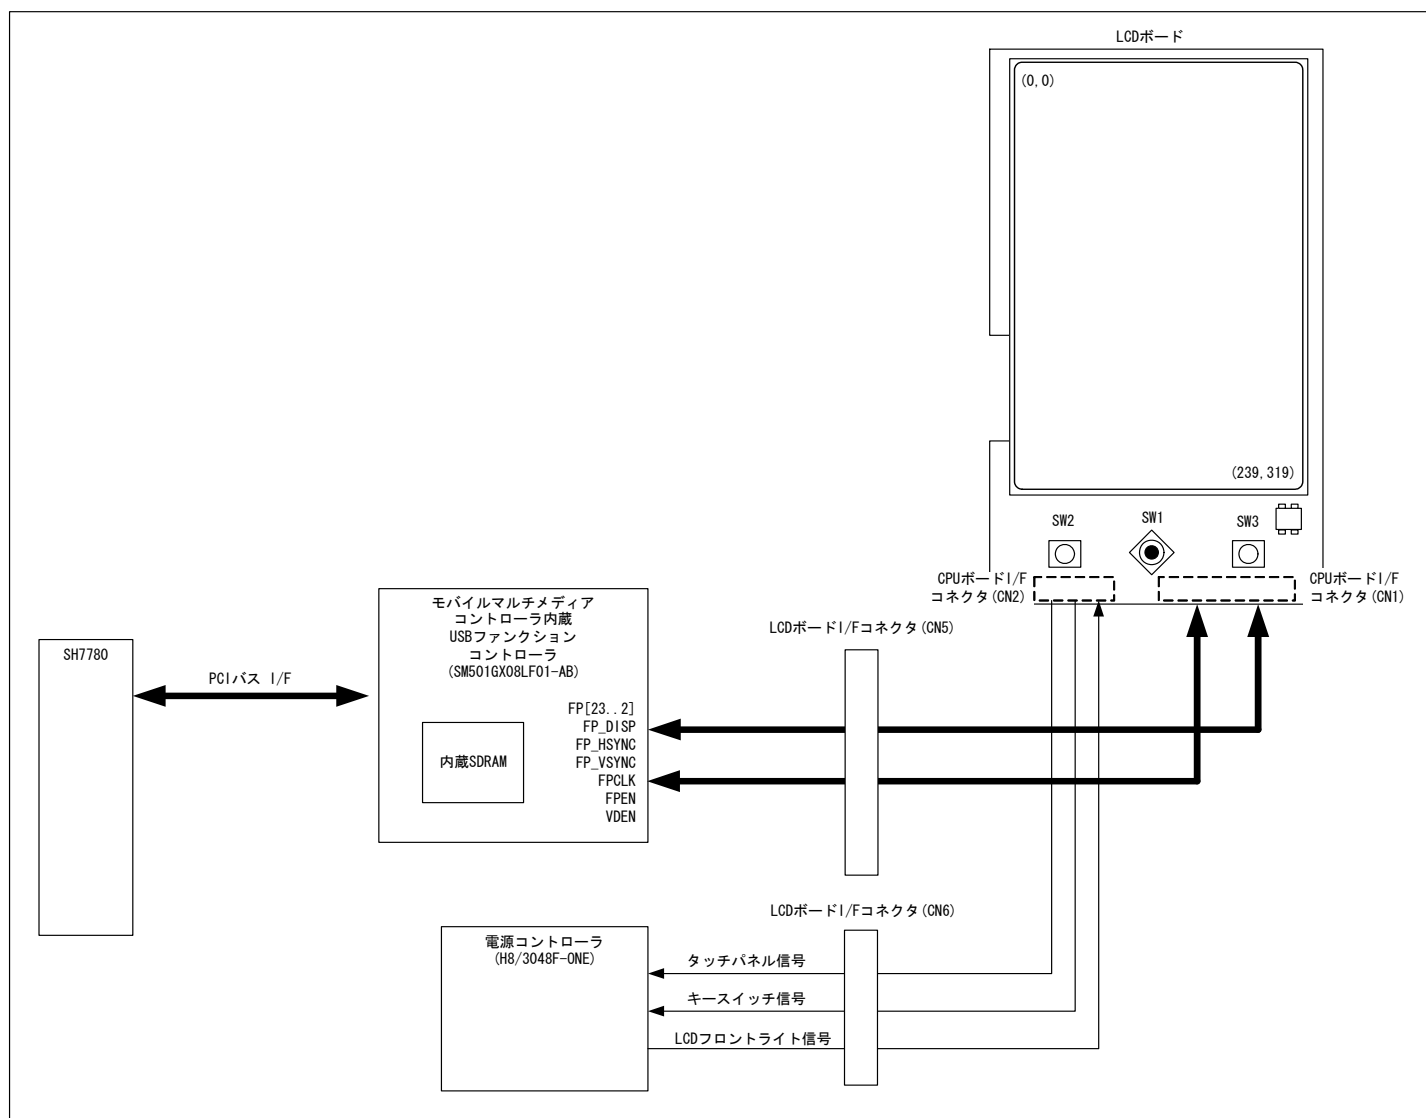 LCDボード
(0,0)
(239,319)
SW2
SW1
SW3
CPUボードI/F
コネクタ(CN2)
CPUボードI/F
コネクタ(CN1)
モバイルマルチメディア
コントローラ内蔵
USBファンクション
コントローラ
(SM501GX08LF01-AB)
LCDボードI/Fコネクタ(CN5)
SH7780
PCIバス I/F
FP[23..2]
FP_DISP
FP_HSYNC
FP_VSYNC
FPCLK
FPEN
VDEN
内蔵SDRAM
LCDボードI/Fコネクタ(CN6)
電源コントローラ
(H8/3048F-ONE)
タッチパネル信号
キースイッチ信号
LCDフロントライト信号